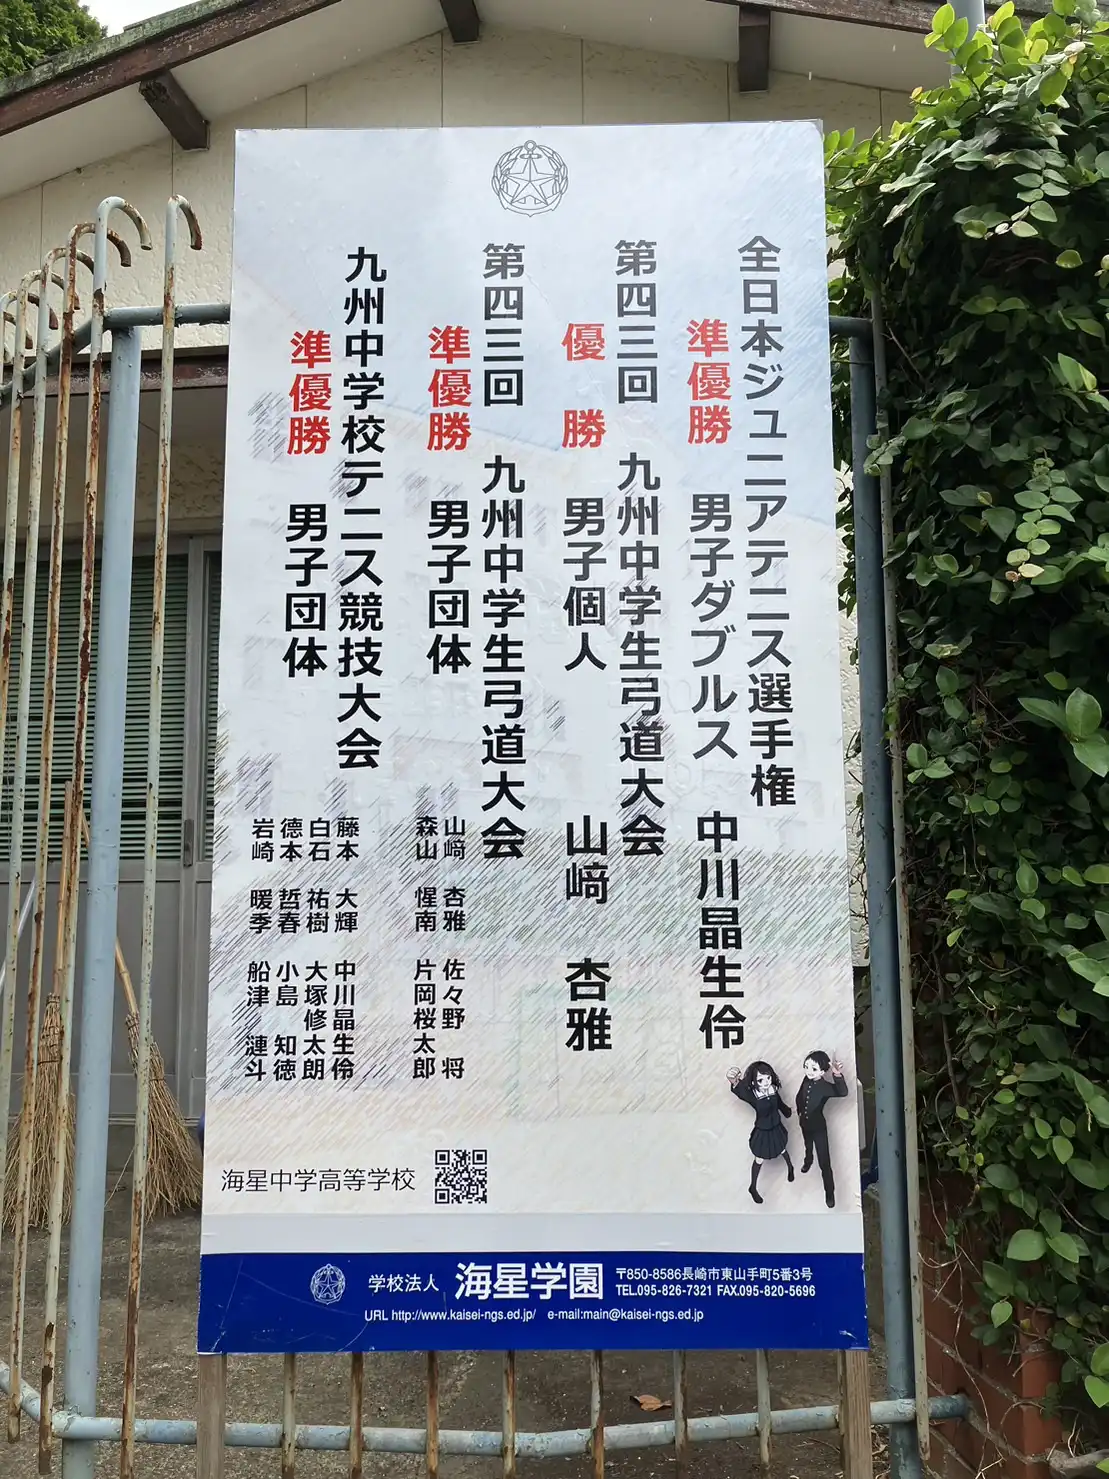 全日本ジュニアテニス選手権
準優勝 男子ダブルス 中川晶生伶
第四三回 九州中学生弓道大会
優 勝 男子個人 山﨑 杏雅
第四三回 九州中学生弓道大会
準優勝 男子団体
山﨑 杏雅 佐々野 将
森山 惺南 片岡桜太郎
九州中学校テニス競技大会
準優勝 男子団体
藤本 大輝 中川晶生伶
白石 祐樹 大塚修太朗
德本 哲春 小島 知徳
岩崎 暖季 船津 漣斗
海星中学高等学校
学校法人 海星学園
〒850-8586長崎市東山手町5番3号
TEL.095-826-7321 FAX.095-820-5696
URL http://www.kaisei-ngs.ed.jp/ e-mail:main@kaisei-ngs.ed.jp